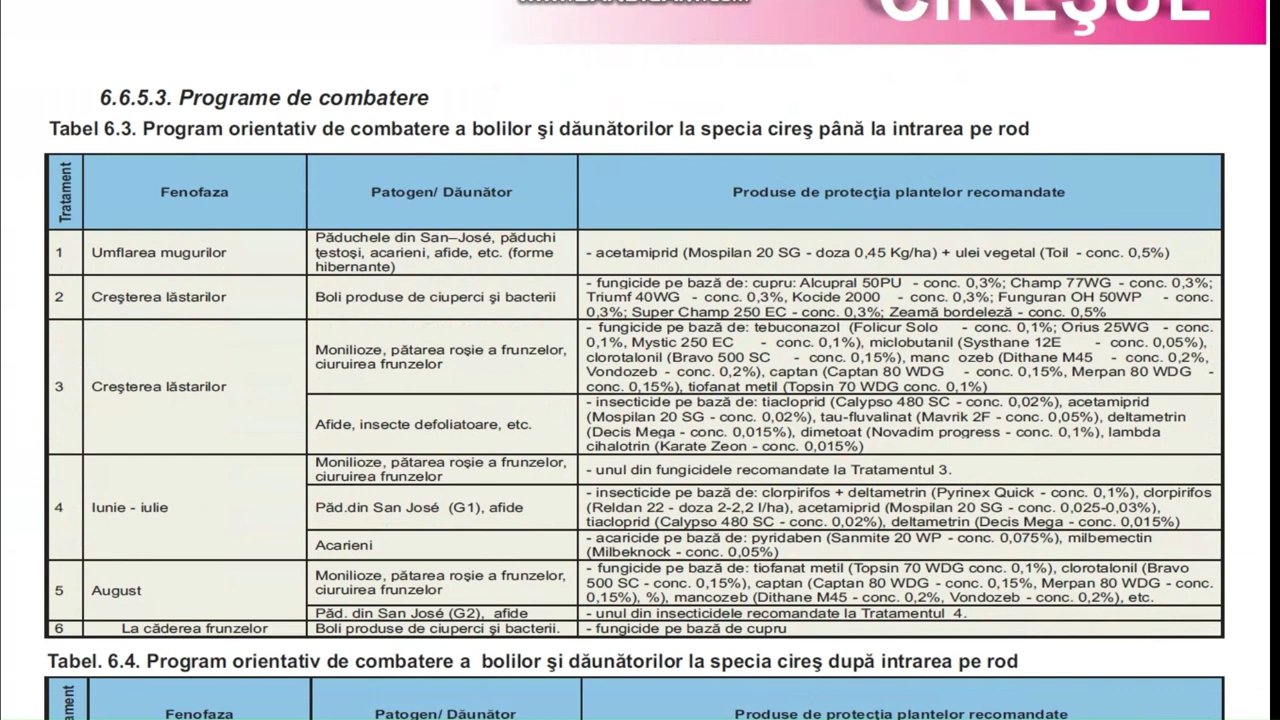 CIREŞUL
6.6.5.3. Programe de combatere
Tabel 6.3. Program orientativ de combatere a bolilor şi dăunătorilor la specia cireş până la intrarea pe rod
Tratament
Fenofaza
Patogen/ Dăunător
Produse de protecţia plantelor recomandate
1
Umflarea mugurilor
Păduchele din San–José, păduchi
ţestoşi, acarieni, afide, etc. (forme
hibernante)
- acetamiprid (Mospilan 20 SG - doza 0,45 Kg/ha) + ulei vegetal (Toil - conc. 0,5%)
2
Creşterea lăstarilor
Boli produse de ciuperci şi bacterii
- fungicide pe bază de: cupru: Alcupral 50PU - conc. 0,3%; Champ 77WG - conc. 0,3%;
Triumf 40WG - conc. 0,3%, Kocide 2000 - conc. 0,3%; Funguran OH 50WP - conc.
0,3%; Super Champ 250 EC - conc. 0,3%; Zeamă bordeleză - conc. 0,5%
3
Creşterea lăstarilor
Monilioze, pătarea roşie a frunzelor,
ciuruirea frunzelor
- fungicide pe bază de: tebuconazol (Folicur Solo - conc. 0,1%; Orius 25WG - conc.
0,1%, Mystic 250 EC - conc. 0,1%), miclobutanil (Systhane 12E - conc. 0,05%),
clorotalonil (Bravo 500 SC - conc. 0,15%), manc ozeb (Dithane M45 - conc. 0,2%,
Vondozeb - conc. 0,2%), captan (Captan 80 WDG - conc. 0,15%, Merpan 80 WDG -
conc. 0,15%), tiofanat metil (Topsin 70 WDG conc. 0,1%)
Afide, insecte defoliatoare, etc.
- insecticide pe bază de: tiacloprid (Calypso 480 SC - conc. 0,02%), acetamiprid
(Mospilan 20 SG - conc. 0,02%), tau-fluvalinat (Mavrik 2F - conc. 0,05%), deltametrin
(Decis Mega - conc. 0,015%), dimetoat (Novadim progress - conc. 0,1%), lambda
cihalotrin (Karate Zeon - conc. 0,015%)
4
Iunie - iulie
Monilioze, pătarea roşie a frunzelor,
ciuruirea frunzelor
- unul din fungicidele recomandate la Tratamentul 3.
Păd.din San José (G1), afide
- insecticide pe bază de: clorpirifos + deltametrin (Pyrinex Quick - conc. 0,1%), clorpirifos
(Reldan 22 - doza 2-2,2 l/ha), acetamiprid (Mospilan 20 SG - conc. 0,025-0,03%),
tiacloprid (Calypso 480 SC - conc. 0,02%), deltametrin (Decis Mega - conc. 0,015%)
Acarieni
- acaricide pe bază de: pyridaben (Sanmite 20 WP - conc. 0,075%), milbemectin
(Milbeknock - conc. 0,05%)
5
August
Monilioze, pătarea roşie a frunzelor,
ciuruirea frunzelor
- fungicide pe bază de: tiofanat metil (Topsin 70 WDG conc. 0,1%), clorotalonil (Bravo
500 SC - conc. 0,15%), captan (Captan 80 WDG - conc. 0,15%, Merpan 80 WDG - conc.
0,15%), %), mancozeb (Dithane M45 - conc. 0,2%, Vondozeb - conc. 0,2%), etc.
Păd. din San José (G2), afide
- unul din insecticidele recomandate la Tratamentul 4.
6
La căderea frunzelor
Boli produse de ciuperci şi bacterii.
- fungicide pe bază de cupru
Tabel. 6.4. Program orientativ de combatere a bolilor şi dăunătorilor la specia cireş după intrarea pe rod
Fenofaza
Patogen/ Dăunător
Produse de protecţia plantelor recomandate